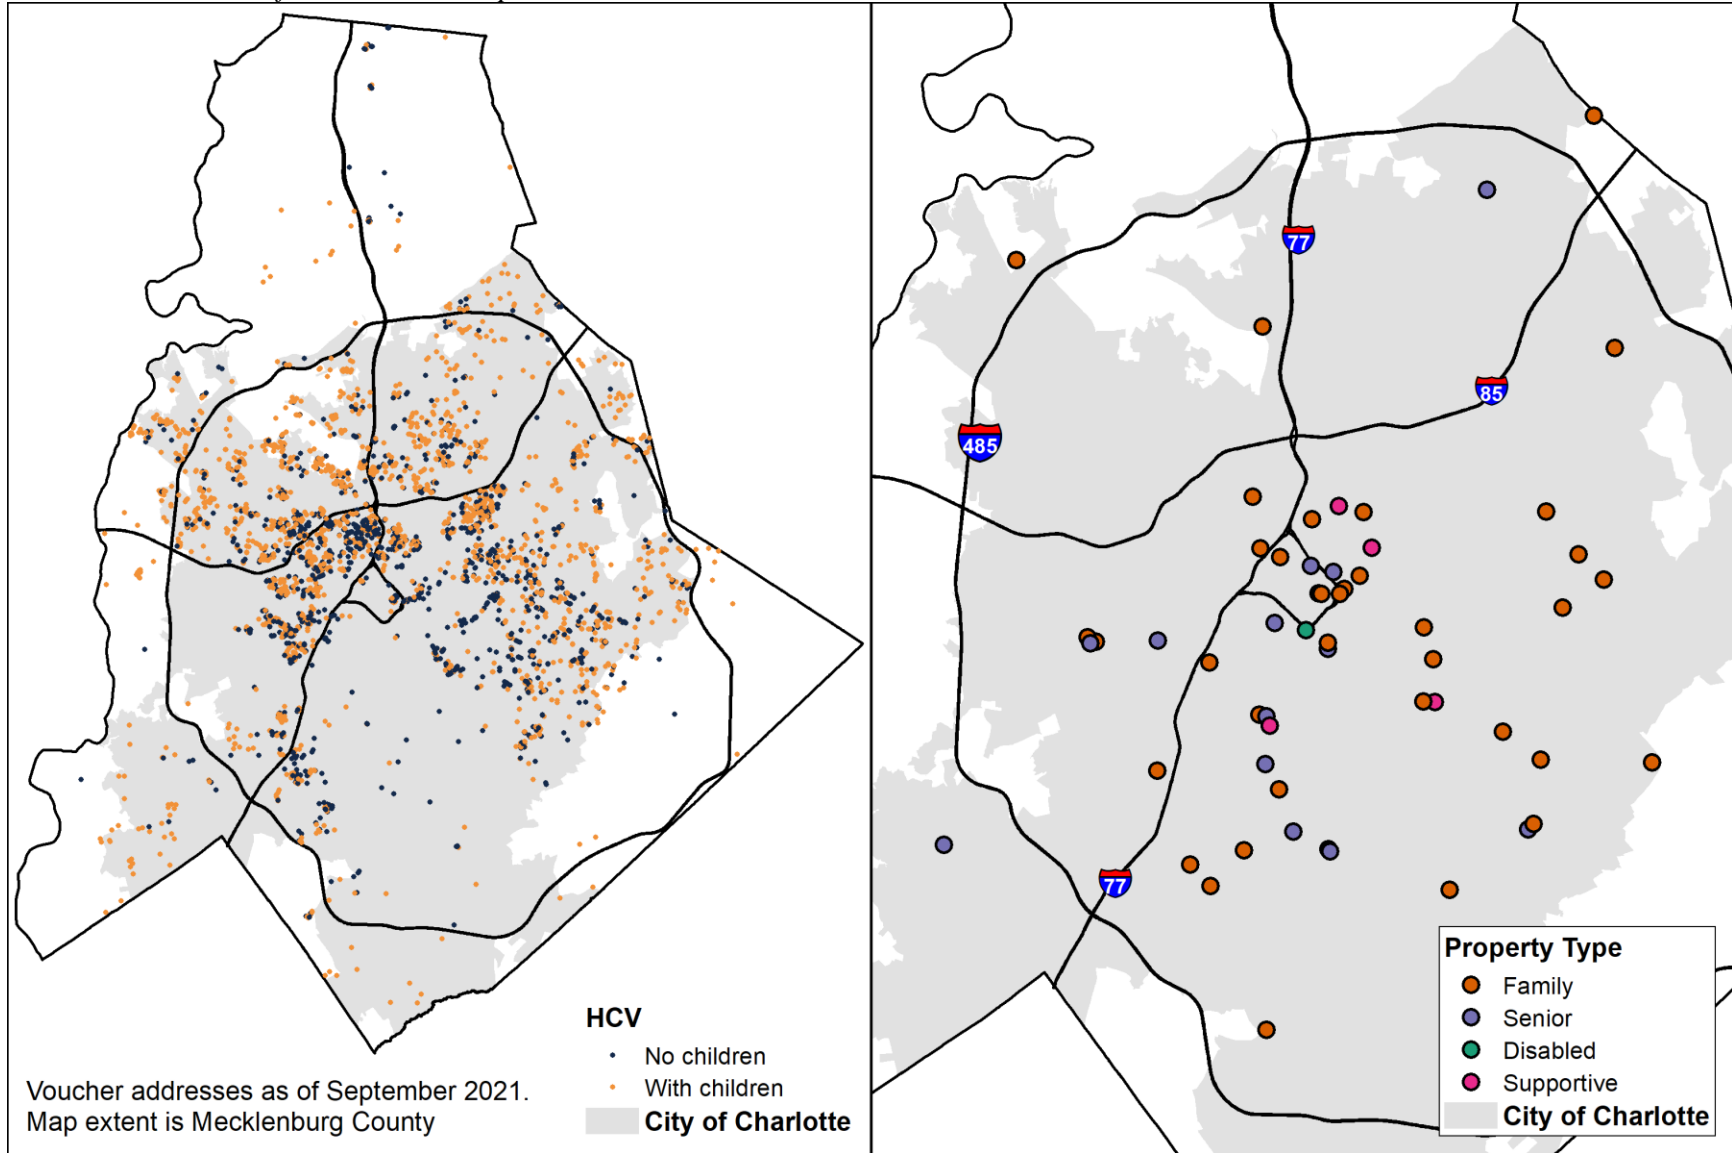 HCV
No children
With children
City of Charlotte
Voucher addresses as of September 2021.
Map extent is Mecklenburg County
77
85
485
77
Property Type
Family
Senior
Disabled
Supportive
City of Charlotte